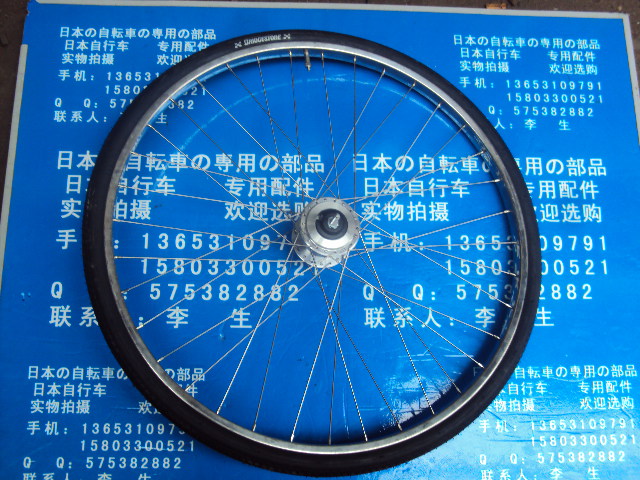 BRIDGESTONE
日本の自転車の専用の部品
日本自行车 专用配件
实物拍摄 欢迎选购
手机：13653109791
15803300521
Q Q：575382882
联系人：李 生
日本の自転車の専用の部品
日本自行车 专用配件
实物拍摄 欢迎选购
手机：13653109791
15803300521
Q Q：575382882
联系人：李 生
日本の自転車の専用の部品
日本自行车 专用配件
实物拍摄 欢迎选购
手机：136531097
1580330052
Q Q：575382882
联系人：李 生
日本の自転車の専用の部品
日本自行车 专用配件
实物拍摄 欢迎选购
手机：13653109791
15803300521
Q Q：575382882
联系人：李 生
日本の自転車の専用の部品
日本自行车 专用配件
实物拍摄 欢迎
手机：13653109791
15803300521
Q Q：575382882
日本の自転車の専用の部品
日本自行车 专用配件
实物拍摄 欢迎选购
手机：13653109791
15803300521
Q Q：575382882
联系人：李 生